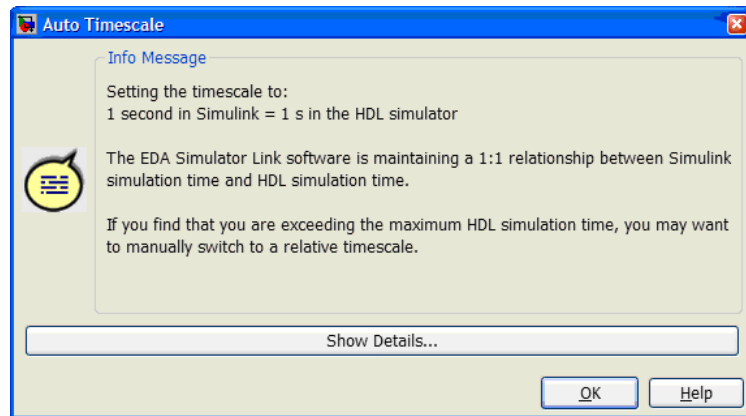 Auto Timescale
Info Message
Setting the timescale to:
1 second in Simulink = 1 s in the HDL simulator
The EDA Simulator Link software is maintaining a 1:1 relationship between Simulink
simulation time and HDL simulation time.
If you find that you are exceeding the maximum HDL simulation time, you may want
to manually switch to a relative timescale.
Show Details...
OK
Help